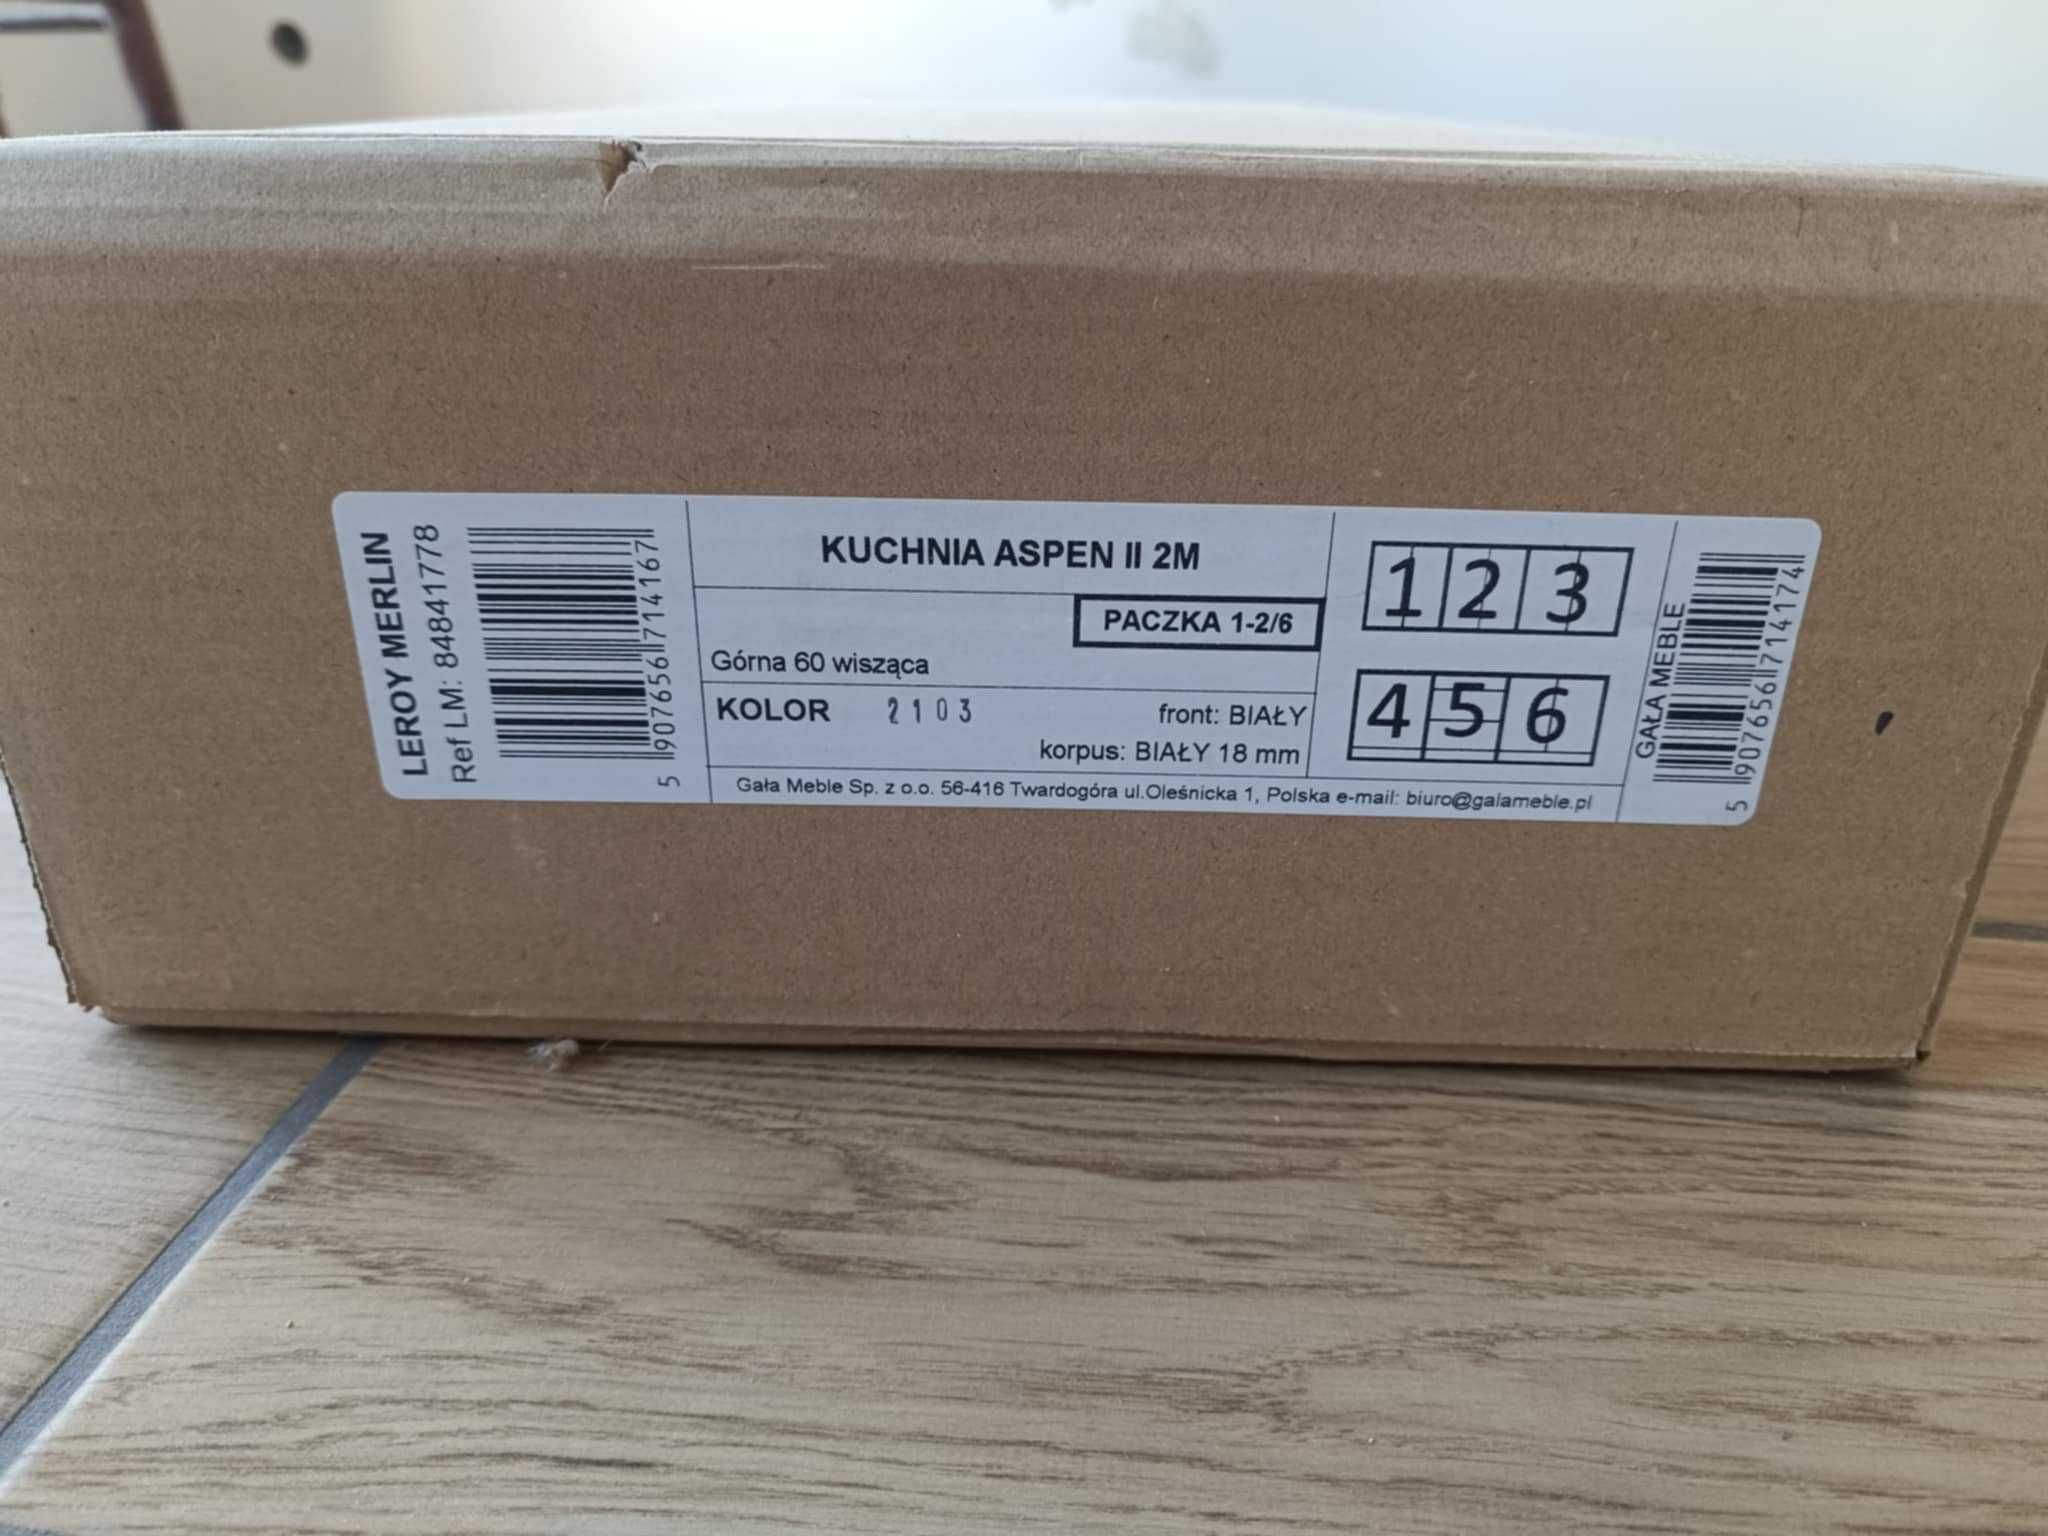 LEROY MERLIN
Ref LM: 84841778
5 907656 714167
KUCHNIA ASPEN II 2M
PACZKA 1-2/6
Górna 60 wisząca
KOLOR 2103 front: BIAŁY
korpus: BIAŁY 18 mm
Gała Meble Sp. z o.o. 56-416 Twardogóra ul.Oleśnicka 1, Polska e-mail: biuro@galameble.pl
1 2 3
4 5 6
GAŁA MEBLE
5 907656 714174